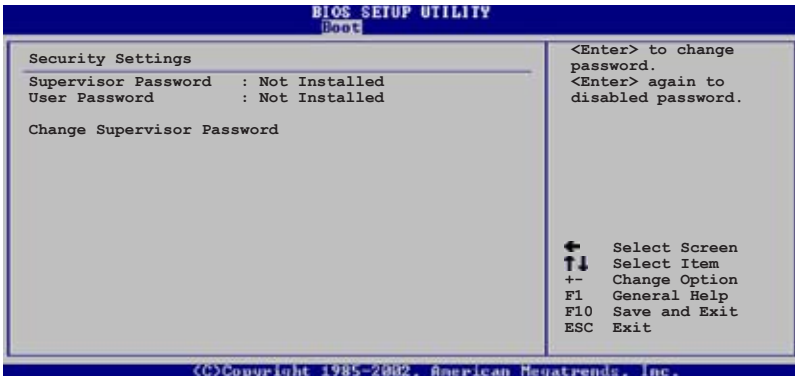 BIOS SETUP UTILITY
Boot
Security Settings
Supervisor Password : Not Installed
User Password : Not Installed
Change Supervisor Password
<Enter> to change
password.
<Enter> again to
disabled password.
← Select Screen
↑↓ Select Item
+- Change Option
F1 General Help
F10 Save and Exit
ESC Exit
(C)Copyright 1985-2002, American Megatrends, Inc.